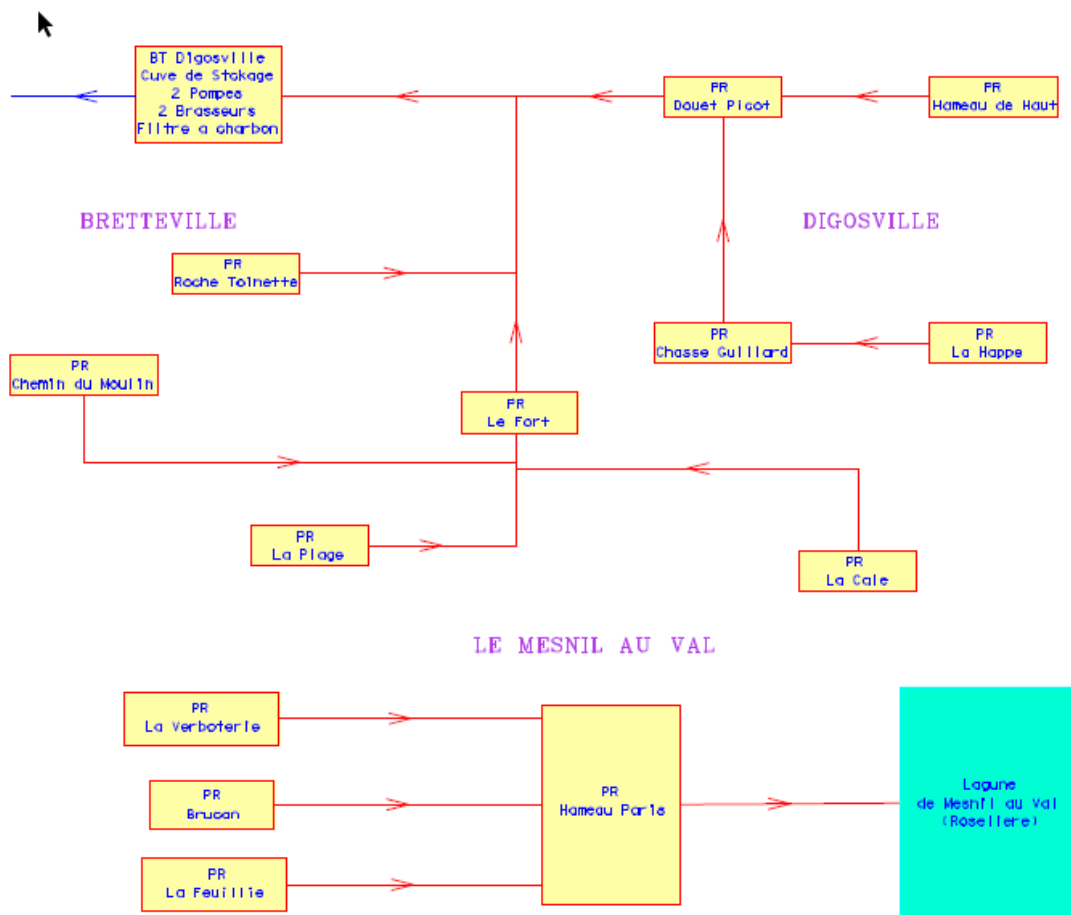 BT Digosville
Cuve de Stokage
2 Pompes
2 Brasseurs
Filtre a charbon
PR
Douet Picot
PR
Hameau de Haut
BRETTEVILLE
DIGOSVILLE
PR
Roche Toinette
PR
Chasse Guillard
PR
La Happe
PR
Chemin du Moulin
PR
Le Fort
PR
La Plage
PR
La Cale
LE MESNIL AU VAL
PR
La Verboterie
PR
Brucan
PR
La Feuillie
PR
Hameau Paris
Lagune
de Mesnil au Val
(Roseliere)